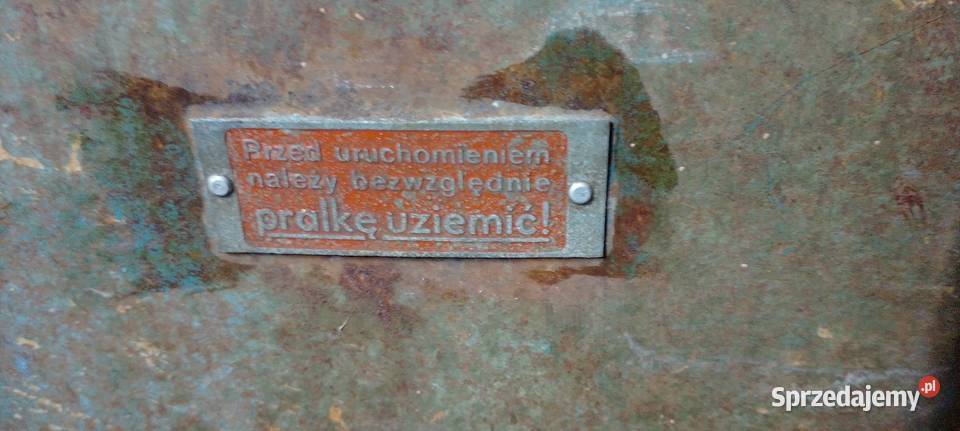 Przed uruchomieniem
należy bezwzględnie
pralkę uziemić!
Sprzedajemy.pl